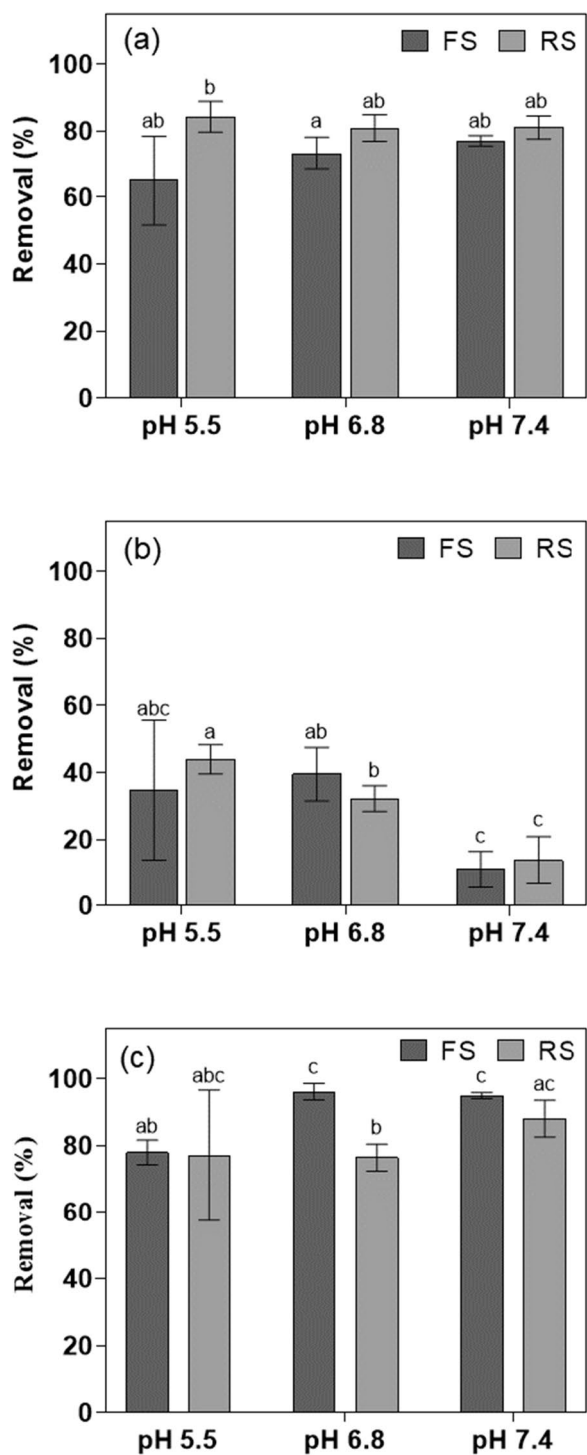 (a) FS RS
Removal (%)
100
80
60
40
20
0
ab b a ab ab ab
pH 5.5 pH 6.8 pH 7.4
(b) FS RS
Removal (%)
100
80
60
40
20
0
abc a ab b c c
pH 5.5 pH 6.8 pH 7.4
(c) FS RS
Removal (%)
100
80
60
40
20
0
ab abc c b c ac
pH 5.5 pH 6.8 pH 7.4